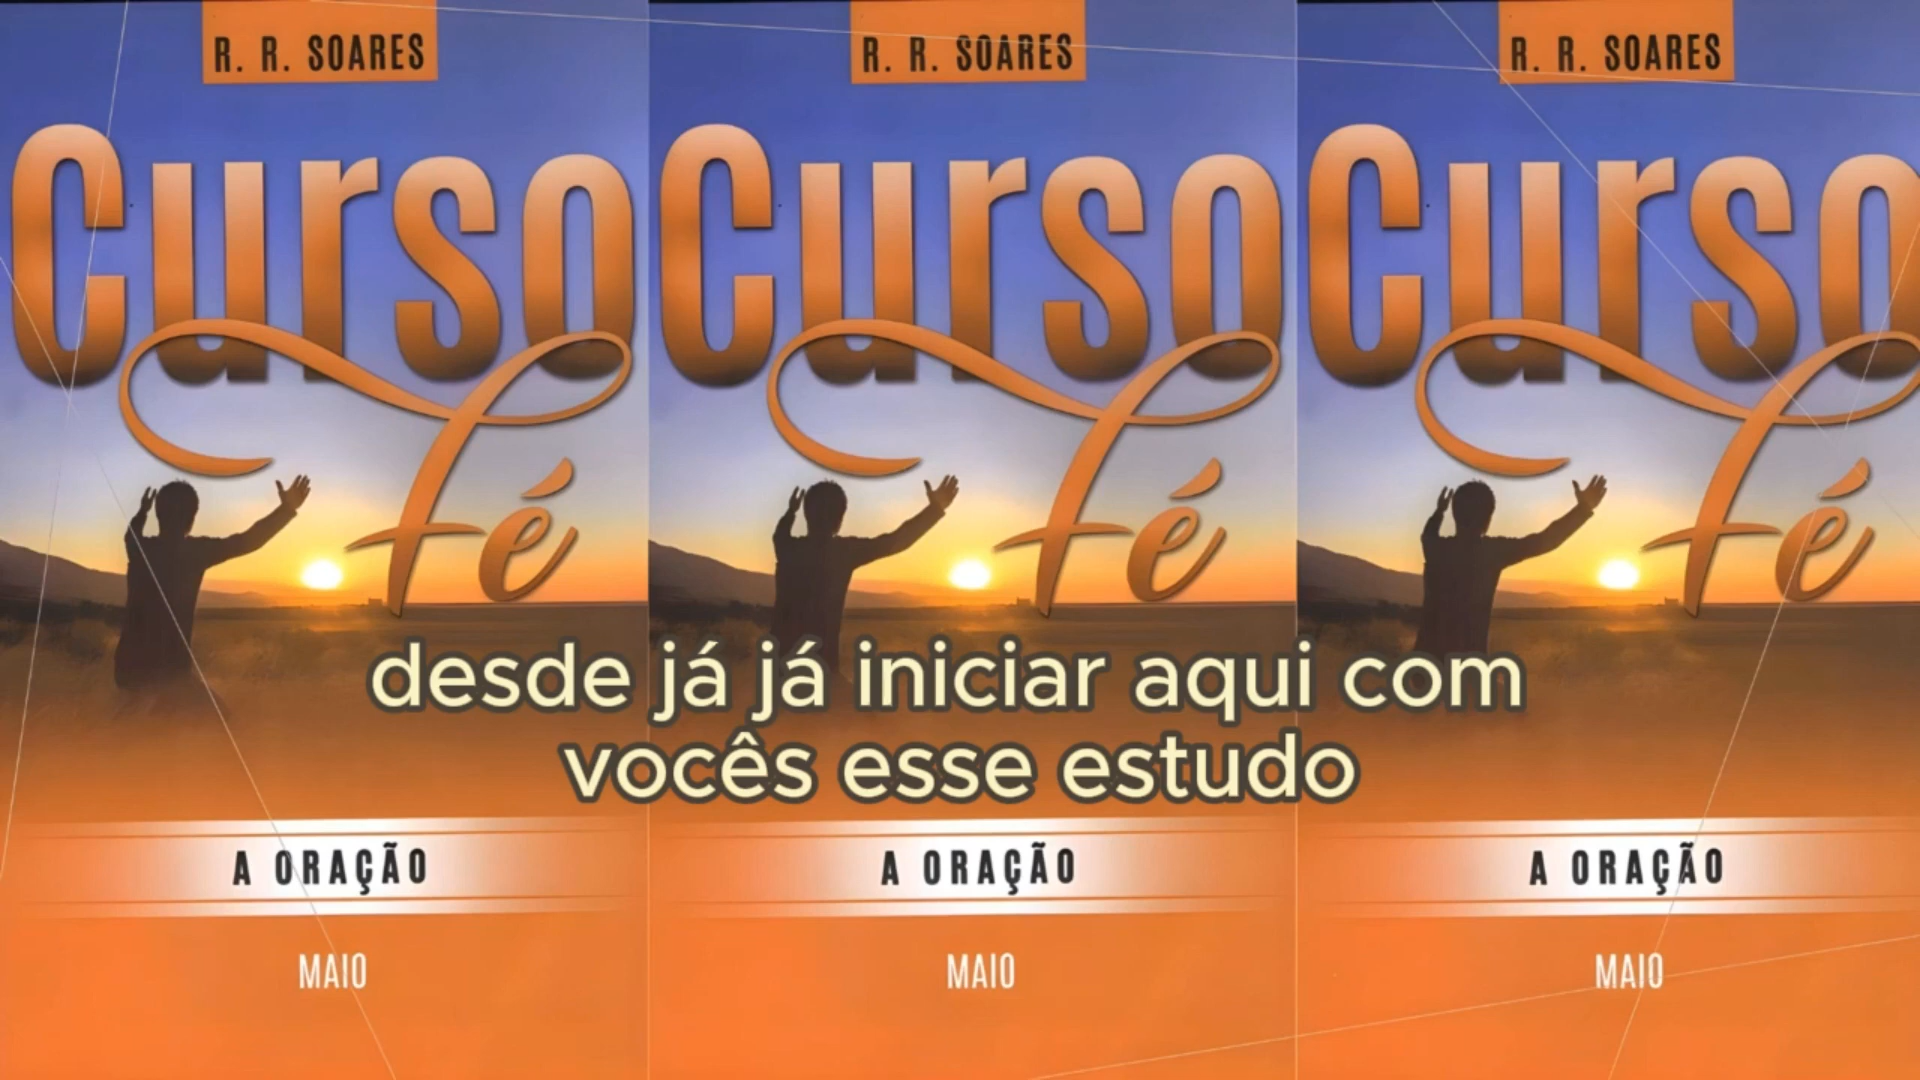 R. R. SOARES
R. R. SOARES
R. R. SOARES
Curso
Curso
Curso
Fé
Fé
Fé
desde já já iniciar aqui com
vocês esse estudo
A ORAÇÃO
A ORAÇÃO
A ORAÇÃO
MAIO
MAIO
MAIO